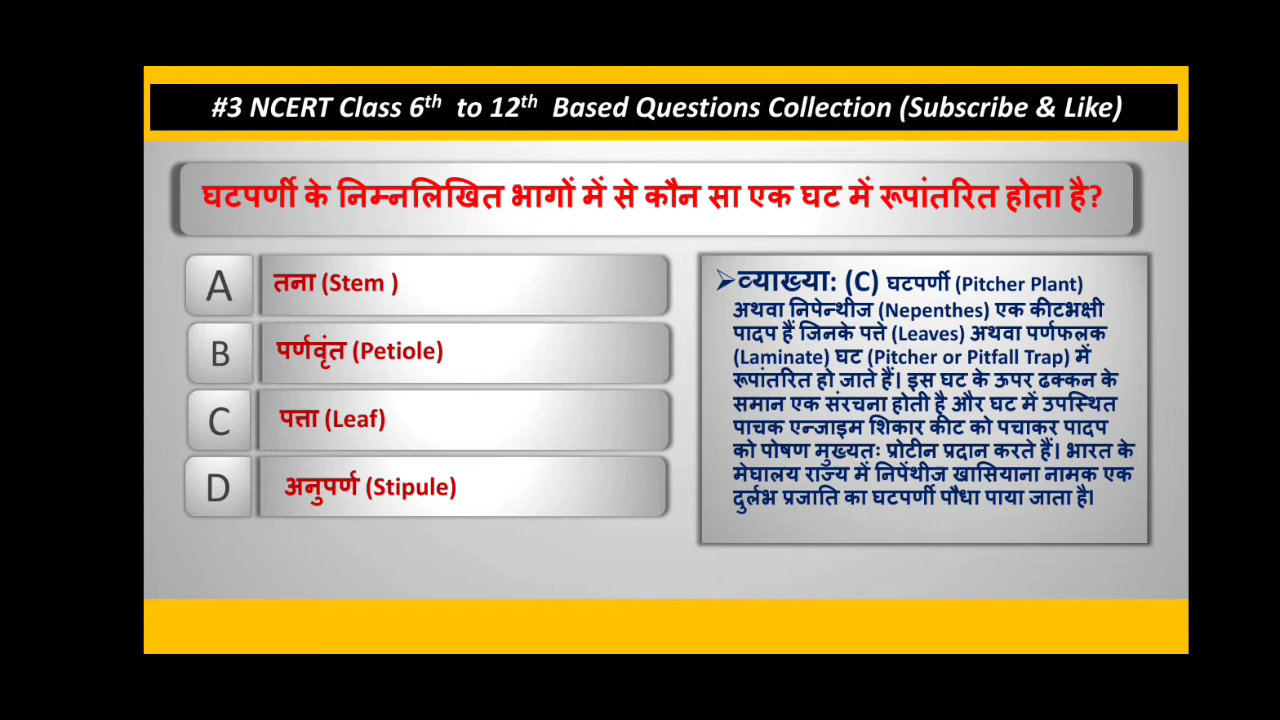 #3 NCERT Class 6th to 12th Based Questions Collection (Subscribe & Like)
घटपर्णी के निम्नलिखित भागों में से कौन सा एक घट में रूपांतरित होता है?
A तना (Stem )
B पर्णवृंत (Petiole)
C पत्ता (Leaf)
D अनुपर्ण (Stipule)
➢व्याख्या: (C) घटपर्णी (Pitcher Plant)
अथवा निपेन्थीज (Nepenthes) एक कीटभक्षी
पादप हैं जिनके पत्ते (Leaves) अथवा पर्णफलक
(Laminate) घट (Pitcher or Pitfall Trap) में
रूपांतरित हो जाते हैं। इस घट के ऊपर ढक्कन के
समान एक संरचना होती है और घट में उपस्थित
पाचक एन्जाइम शिकार कीट को पचाकर पादप
को पोषण मुख्यतः प्रोटीन प्रदान करते हैं। भारत के
मेघालय राज्य में निपेंथीज खासियाना नामक एक
दुर्लभ प्रजाति का घटपर्णी पौधा पाया जाता है।